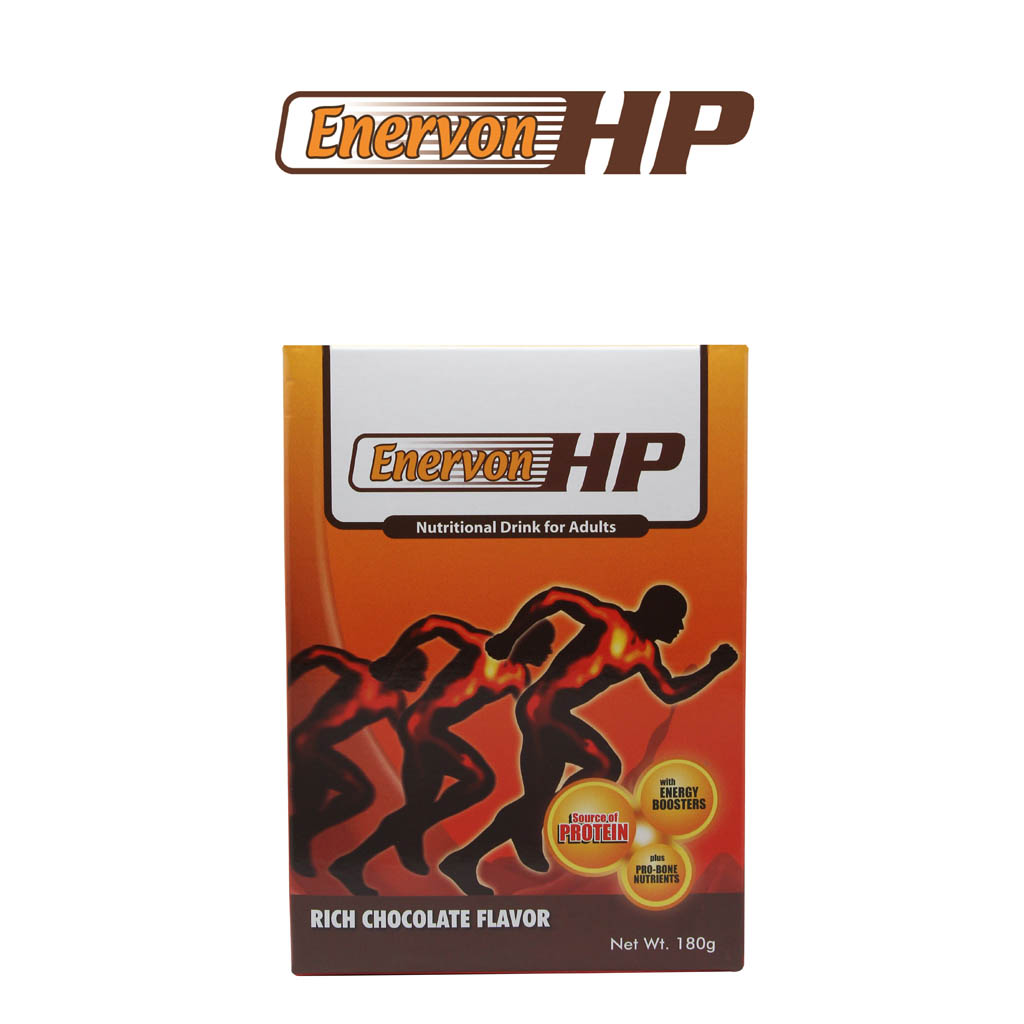 Enervon HP
Enervon HP
Nutritional Drink for Adults
with
ENERGY
BOOSTERS
Source of
PROTEIN
plus
PRO-BONE
NUTRIENTS
RICH CHOCOLATE FLAVOR
Net Wt. 180g